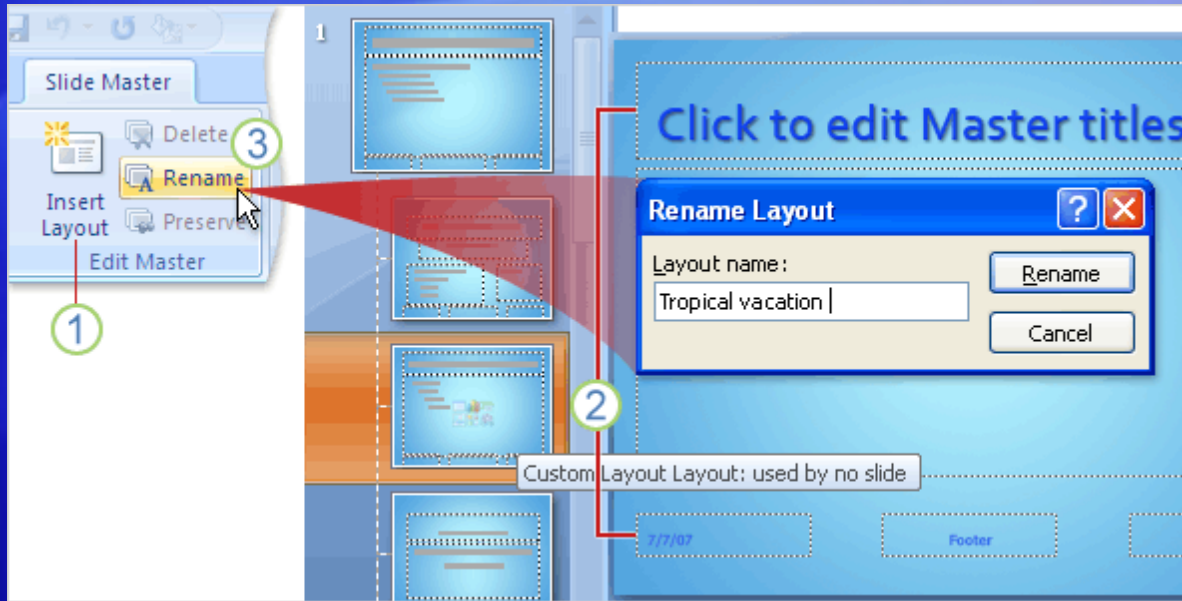 Slide Master
Delete
3
Rename
Insert
Layout
Preserve
Edit Master
1
1
Click to edit Master titles
Rename Layout
Layout name:
Tropical vacation
Rename
Cancel
2
Custom Layout Layout: used by no slide
7/7/07
Footer